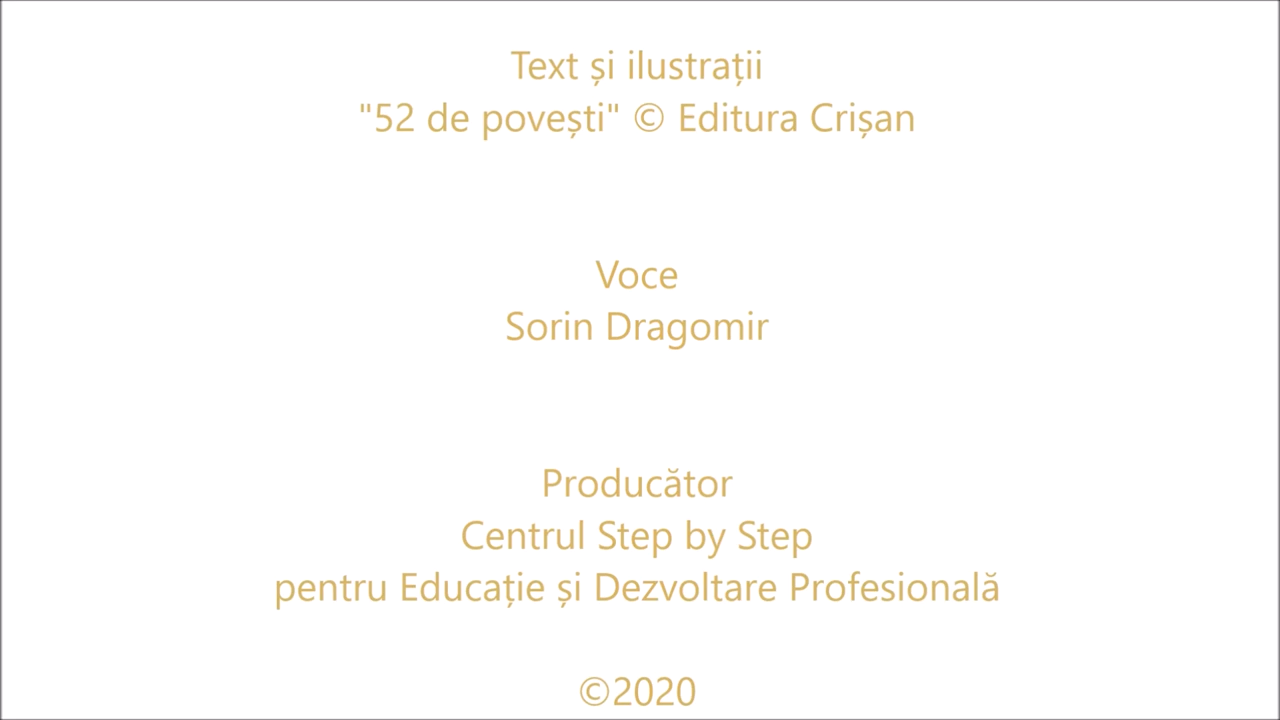 Text și ilustrații
"52 de povești" © Editura Crișan
Voce
Sorin Dragomir
Producător
Centrul Step by Step
pentru Educație și Dezvoltare Profesională
©2020